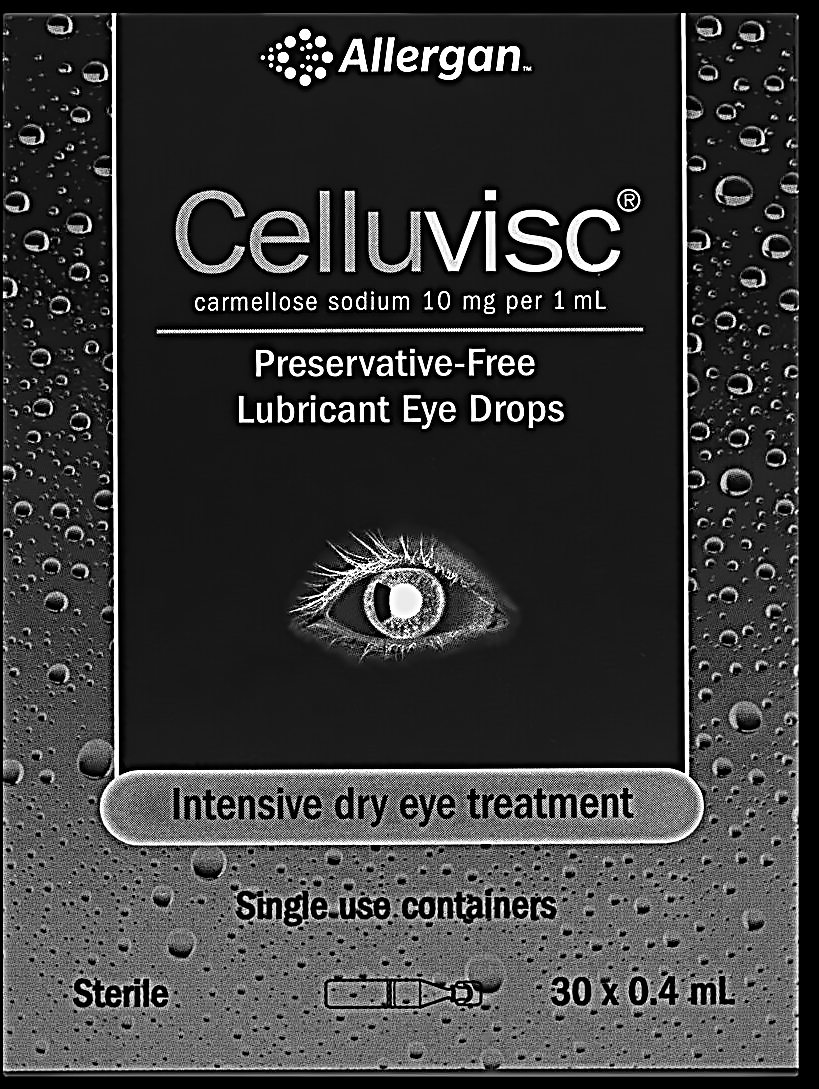 Allergan™
Celluvisc®
carmellose sodium 10 mg per 1 mL
Preservative-Free
Lubricant Eye Drops
Intensive dry eye treatment
Single use containers
Sterile
30 x 0.4 mL